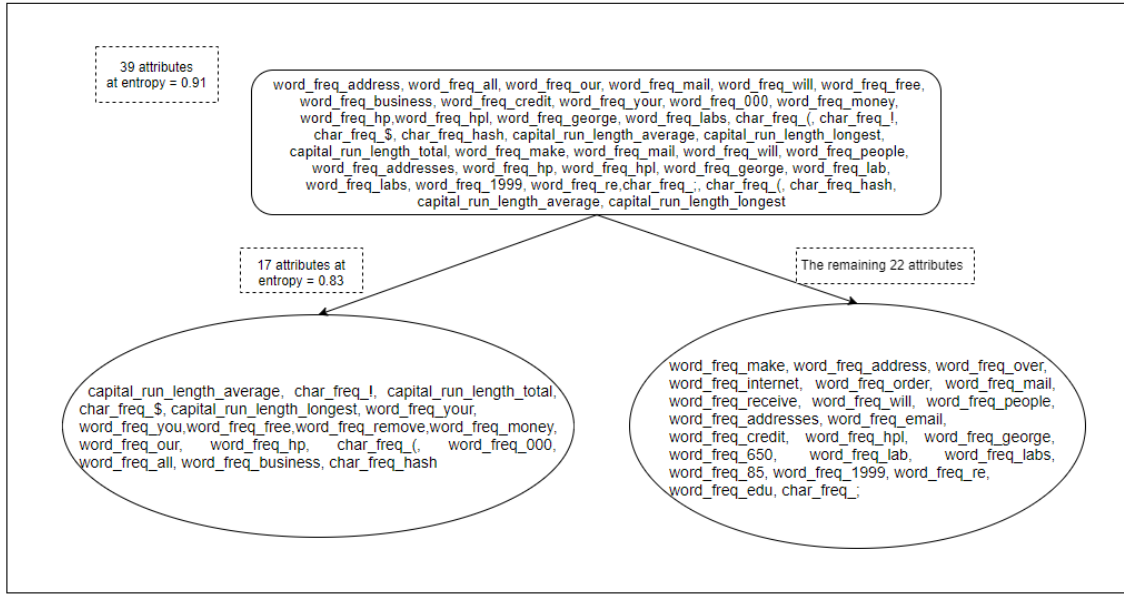 39 attributes
at entropy = 0.91
word_freq_address, word_freq_all, word_freq_our, word_freq_mail, word_freq_will, word_freq_free,
word_freq_business, word_freq_credit, word_freq_your, word_freq_000, word_freq_money,
word_freq_hp,word_freq_hpl, word_freq_george, word_freq_labs, char_freq_(, char_freq_!,
char_freq_$, char_freq_hash, capital_run_length_average, capital_run_length_longest,
capital_run_length_total, word_freq_make, word_freq_mail, word_freq_will, word_freq_people,
word_freq_addresses, word_freq_hp, word_freq_hpl, word_freq_george, word_freq_lab,
word_freq_labs, word_freq_1999, word_freq_re,char_freq_;, char_freq_(, char_freq_hash,
capital_run_length_average, capital_run_length_longest
17 attributes at
entropy = 0.83
The remaining 22 attributes
capital_run_length_average, char_freq_!, capital_run_length_total,
char_freq_$, capital_run_length_longest, word_freq_your,
word_freq_you,word_freq_free,word_freq_remove,word_freq_money,
word_freq_our, word_freq_hp, char_freq_(, word_freq_000,
word_freq_all, word_freq_business, char_freq_hash
word_freq_make, word_freq_address, word_freq_over,
word_freq_internet, word_freq_order, word_freq_mail,
word_freq_receive, word_freq_will, word_freq_people,
word_freq_addresses, word_freq_email,
word_freq_credit, word_freq_hpl, word_freq_george,
word_freq_650, word_freq_lab, word_freq_labs,
word_freq_85, word_freq_1999, word_freq_re,
word_freq_edu, char_freq_;